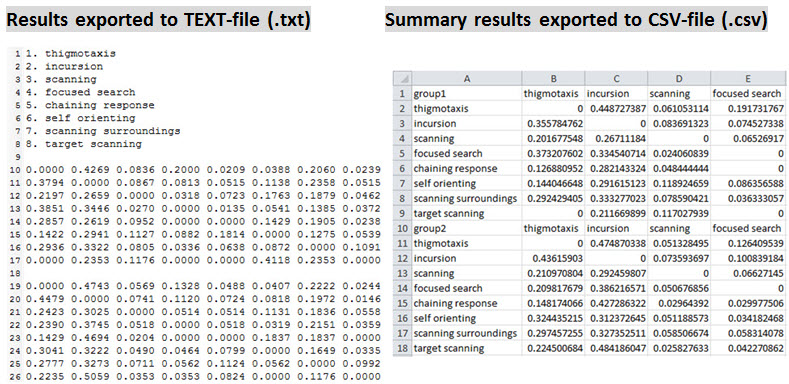 Results exported to TEXT-file (.txt)
1 1. thigmotaxis
2 2. incursion
3 3. scanning
4 4. focused search
5 5. chaining response
6 6. self orienting
7 7. scanning surroundings
8 8. target scanning
9
10 0.0000 0.4269 0.0836 0.2000 0.0209 0.0388 0.2060 0.0239
11 0.3794 0.0000 0.0867 0.0813 0.0515 0.1138 0.2358 0.0515
12 0.2197 0.2659 0.0000 0.0318 0.0723 0.1763 0.1879 0.0462
13 0.3851 0.3446 0.0270 0.0000 0.0135 0.0541 0.1385 0.0372
14 0.2857 0.2619 0.0952 0.0000 0.0000 0.1429 0.1905 0.0238
15 0.1422 0.2941 0.1127 0.0882 0.1814 0.0000 0.1275 0.0539
16 0.2936 0.3322 0.0805 0.0336 0.0638 0.0872 0.0000 0.1091
17 0.0000 0.2353 0.1176 0.0000 0.0000 0.4118 0.2353 0.0000
18
19 0.0000 0.4743 0.0569 0.1328 0.0488 0.0407 0.2222 0.0244
20 0.4479 0.0000 0.0741 0.1120 0.0724 0.0818 0.1972 0.0146
21 0.2423 0.3025 0.0000 0.0514 0.0514 0.1131 0.1836 0.0558
22 0.2390 0.3745 0.0518 0.0000 0.0518 0.0319 0.2151 0.0359
23 0.1429 0.4694 0.0204 0.0000 0.0000 0.1837 0.1837 0.0000
24 0.3041 0.3222 0.0490 0.0464 0.0799 0.0000 0.1649 0.0335
25 0.2777 0.3273 0.0711 0.0562 0.1124 0.0562 0.0000 0.0992
26 0.2235 0.5059 0.0353 0.0353 0.0824 0.0000 0.1176 0.0000
Summary results exported to CSV-file (.csv)
A B C D E
1 group1 thigmotaxis incursion scanning focused search
2 thigmotaxis 0 0.448727387 0.061053114 0.191731767
3 incursion 0.355784762 0 0.083691323 0.074527338
4 scanning 0.201677548 0.26711184 0 0.06526917
5 focused search 0.373207602 0.334540714 0.024060839 0
6 chaining response 0.126880952 0.282143324 0.048444444 0
7 self orienting 0.144046648 0.291615123 0.118924659 0.086356588
8 scanning surroundings 0.292429405 0.333277023 0.078590421 0.036333057
9 target scanning 0 0.211669899 0.117027939 0
10 group2 thigmotaxis incursion scanning focused search
11 thigmotaxis 0 0.474870338 0.051328495 0.126409539
12 incursion 0.43615903 0 0.073593697 0.100839184
13 scanning 0.210970804 0.292459807 0 0.06627145
14 focused search 0.209817679 0.386216571 0.050676856 0
15 chaining response 0.148174066 0.427286322 0.02964392 0.029977506
16 self orienting 0.324435215 0.312372645 0.051188573 0.034182468
17 scanning surroundings 0.297457255 0.327352511 0.058506674 0.058314078
18 target scanning 0.224500684 0.484186047 0.025827633 0.042270862